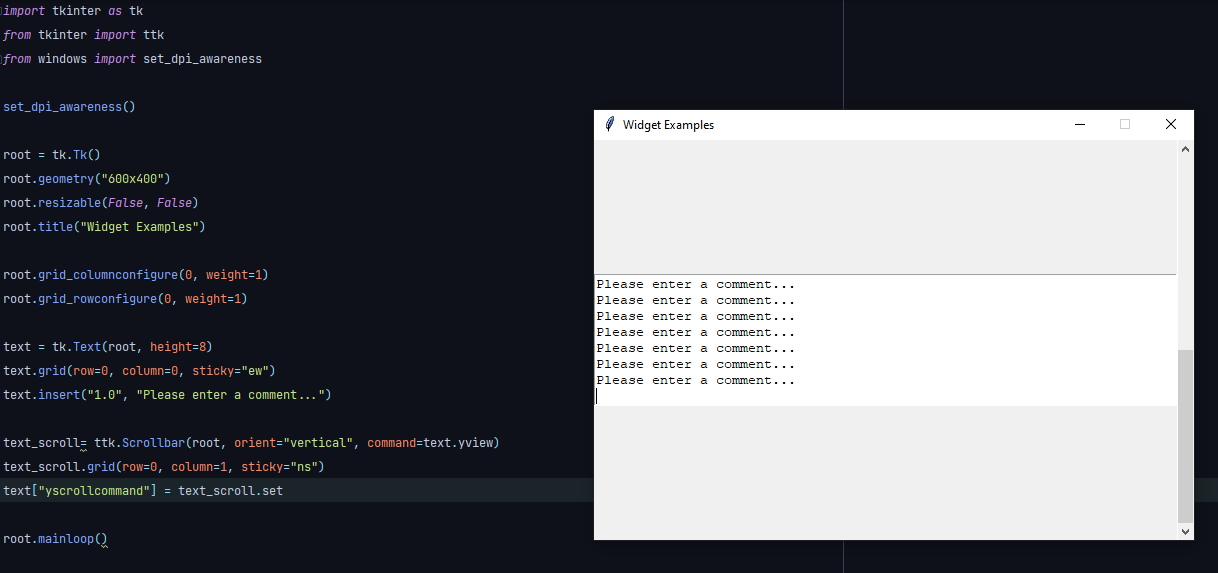 import tkinter as tk
from tkinter import ttk
from windows import set_dpi_awareness
set_dpi_awareness()
root = tk.Tk()
root.geometry("600x400")
root.resizable(False, False)
root.title("Widget Examples")
root.grid_columnconfigure(0, weight=1)
root.grid_rowconfigure(0, weight=1)
text = tk.Text(root, height=8)
text.grid(row=0, column=0, sticky="ew")
text.insert("1.0", "Please enter a comment...")
text_scroll= ttk.Scrollbar(root, orient="vertical", command=text.yview)
text_scroll.grid(row=0, column=1, sticky="ns")
text["yscrollcommand"] = text_scroll.set
root.mainloop()
Widget Examples
Please enter a comment...
Please enter a comment...
Please enter a comment...
Please enter a comment...
Please enter a comment...
Please enter a comment...
Please enter a comment...